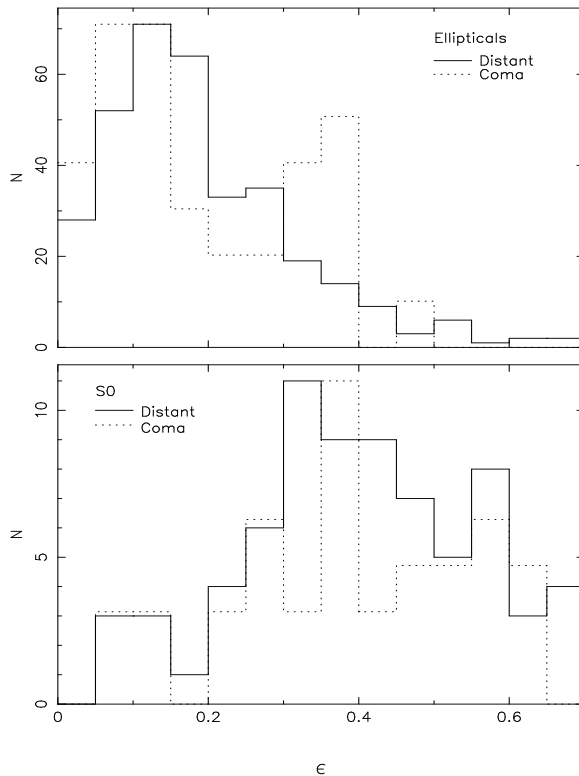 Ellipticals
Distant
Coma
60
40
20
0
N
S0
Distant
Coma
10
5
0
N
0
0.2
0.4
0.6
ϵ